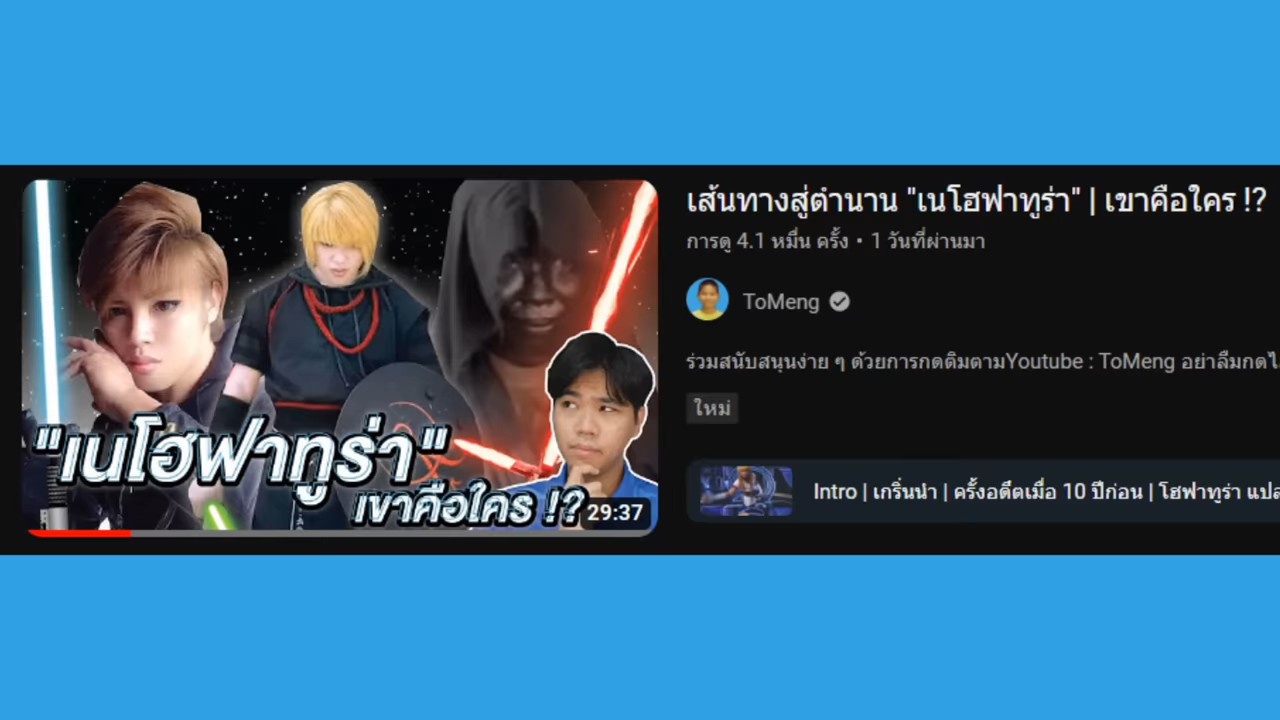 "เนโฮฟาทูร่า"
เขาคือใคร !?
29:37
เส้นทางสู่ตำนาน "เนโฮฟาทูร่า" | เขาคือใคร !?
การดู 4.1 หมื่น ครั้ง • 1 วันที่ผ่านมา
ToMeng
ร่วมสนับสนุนง่าย ๆ ด้วยการกดติมตามYoutube : ToMeng อย่าลืมกดไ
ใหม่
Intro | เกริ่นนำ | ครั้งอดีตเมื่อ 10 ปีก่อน | โฮฟาทูร่า แปล